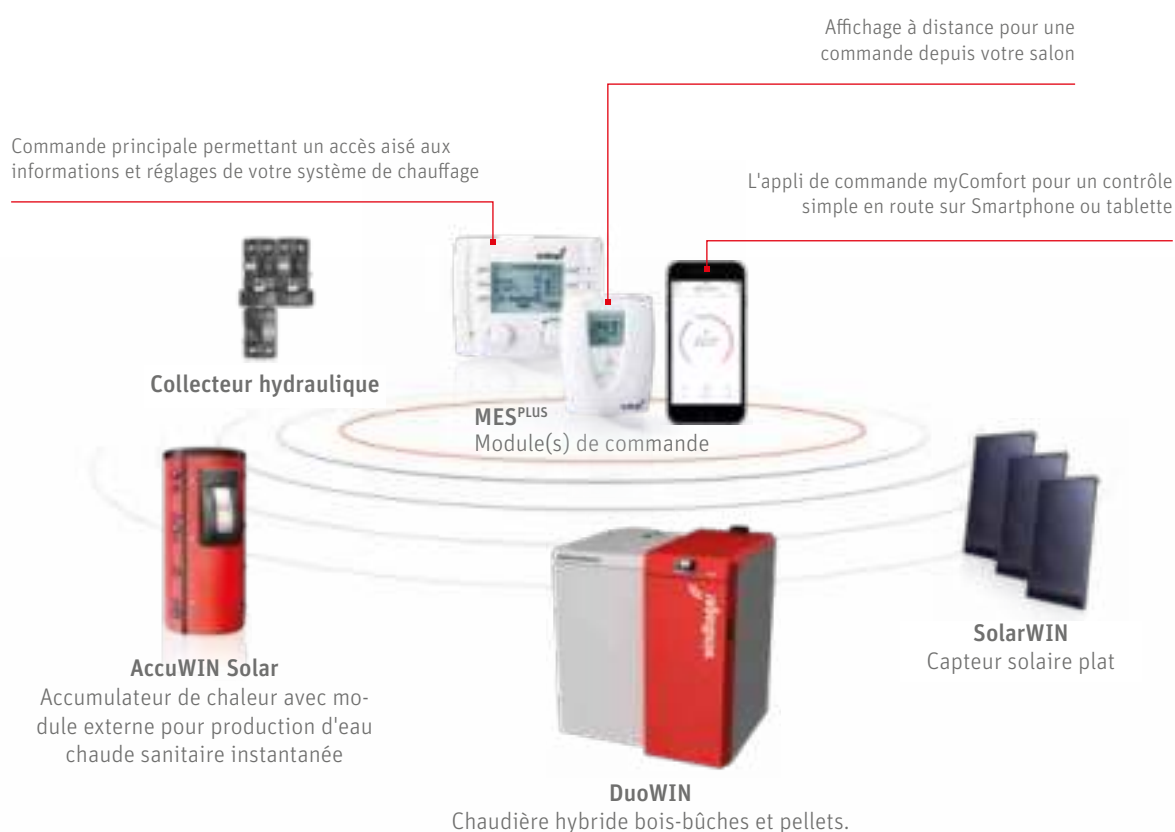 Affichage à distance pour une
commande depuis votre salon
Commande principale permettant un accès aisé aux
informations et réglages de votre système de chauffage
L'appli de commande myComfort pour un contrôle
simple en route sur Smartphone ou tablette
Collecteur hydraulique
MESPLUS
Module(s) de commande
AccuWIN Solar
Accumulateur de chaleur avec mo-
dule externe pour production d'eau
chaude sanitaire instantanée
SolarWIN
Capteur solaire plat
DuoWIN
Chaudière hybride bois-bûches et pellets.